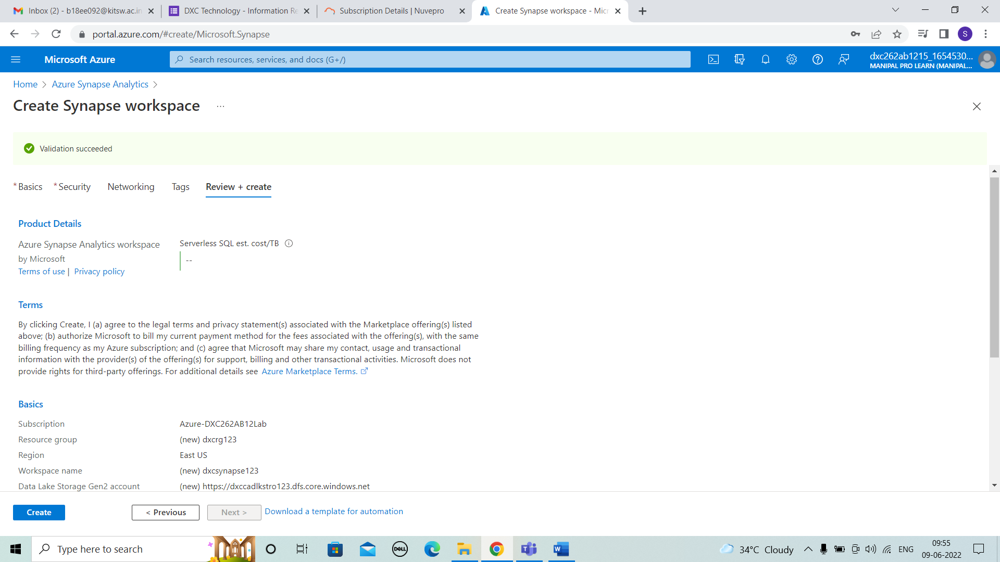 Inbox (2) - b18ee092@kitsw.ac.in
DXC Technology - Information Re
Subscription Details | Nuvepro
Create Synapse workspace - Micr
portal.azure.com/#create/Microsoft.Synapse
S
Microsoft Azure
Search resources, services, and docs (G+/)
dxc262ab1215_1654530...
MANIPAL PRO LEARN (MANIPAL...
Home > Azure Synapse Analytics >
Create Synapse workspace ...
Validation succeeded
* Basics * Security Networking Tags Review + create
Product Details
Azure Synapse Analytics workspace
by Microsoft
Terms of use | Privacy policy
Serverless SQL est. cost/TB
--
Terms
By clicking Create, I (a) agree to the legal terms and privacy statement(s) associated with the Marketplace offering(s) listed
above; (b) authorize Microsoft to bill my current payment method for the fees associated with the offering(s), with the same
billing frequency as my Azure subscription; and (c) agree that Microsoft may share my contact, usage and transactional
information with the provider(s) of the offering(s) for support, billing and other transactional activities. Microsoft does not
provide rights for third-party offerings. For additional details see Azure Marketplace Terms.
Basics
Subscription Azure-DXC262AB12Lab
Resource group (new) dxcrg123
Region East US
Workspace name (new) dxcsynapse123
Data Lake Storage Gen2 account (new) https://dxccadlkstro123.dfs.core.windows.net
Create < Previous Next > Download a template for automation
Type here to search
DELL
34°C Cloudy
ENG
09:55
09-06-2022